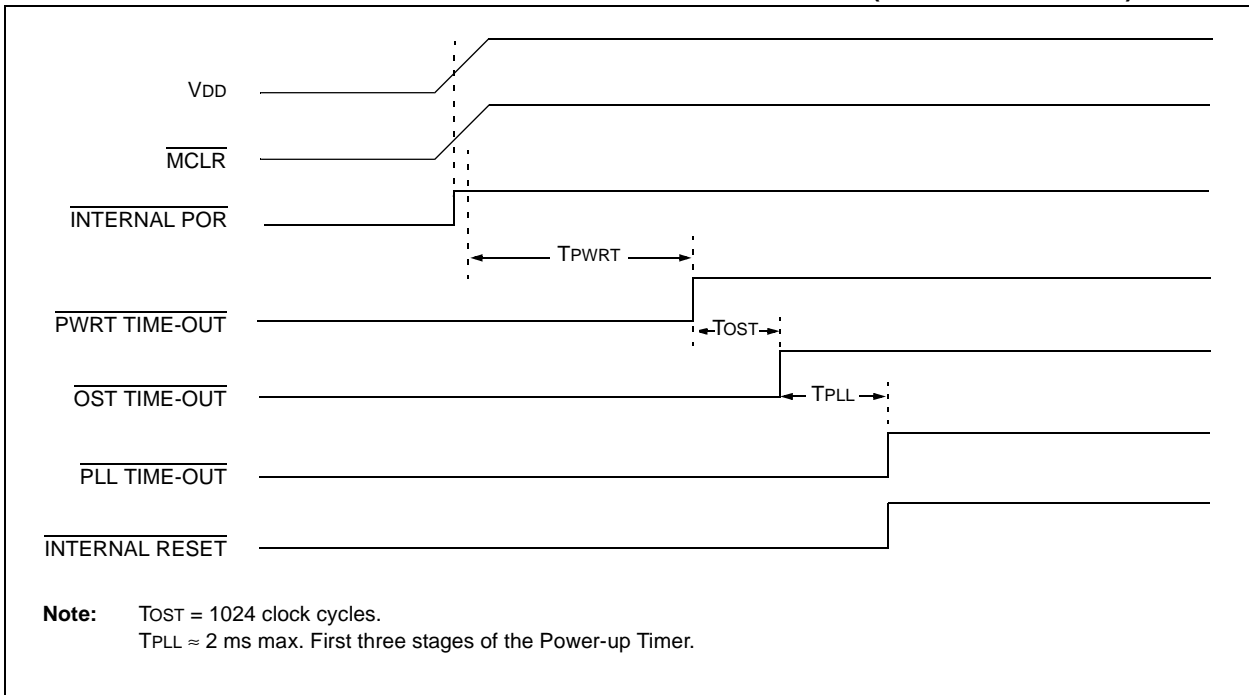 VDD
MCLR
INTERNAL POR
TPWRT
PWRT TIME-OUT
TOST
OST TIME-OUT
TPLL
PLL TIME-OUT
INTERNAL RESET
Note: TOST = 1024 clock cycles.
TPLL ≈ 2 ms max. First three stages of the Power-up Timer.